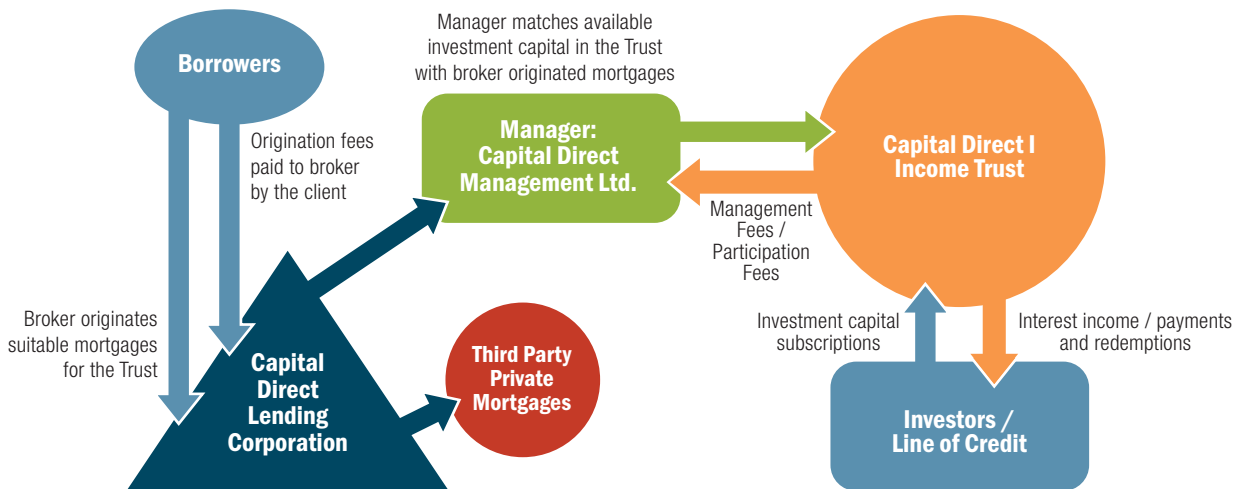 Borrowers
Manager matches available
investment capital in the Trust
with broker originated mortgages
Origination fees
paid to broker
by the client
Manager:
Capital Direct
Management Ltd.
Capital Direct I
Income Trust
Management
Fees /
Participation
Fees
Broker originates
suitable mortgages
for the Trust
Capital
Direct
Lending
Corporation
Third Party
Private
Mortgages
Investment capital
subscriptions
Interest income / payments
and redemptions
Investors /
Line of Credit